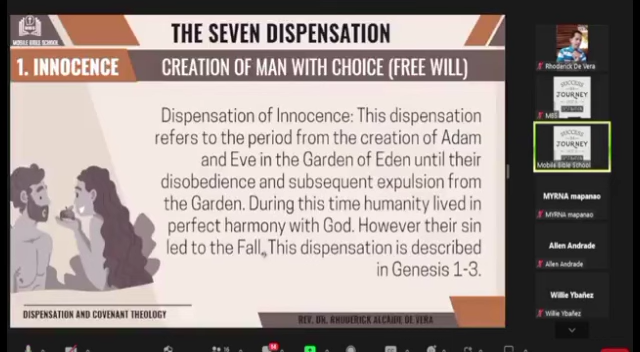 MOBILE BIBLE SCHOOL
THE SEVEN DISPENSATION
1. INNOCENCE
CREATION OF MAN WITH CHOICE (FREE WILL)
Dispensation of Innocence: This dispensation
refers to the period from the creation of Adam
and Eve in the Garden of Eden until their
disobedience and subsequent expulsion from
the Garden. During this time humanity lived in
perfect harmony with God. However their sin
led to the Fall. This dispensation is described
in Genesis 1-3.
DISPENSATION AND COVENANT THEOLOGY
REV. DR. RHODERICK ALCAIDE DE VERA
Rhoderick De Vera
JOURNEY
JOURNEY
Mobile Bible School
MYRNA mapanao
MYRNA mapanao
Allen Andrade
Allen Andrade
Willie Ybañez
Willie Ybañez